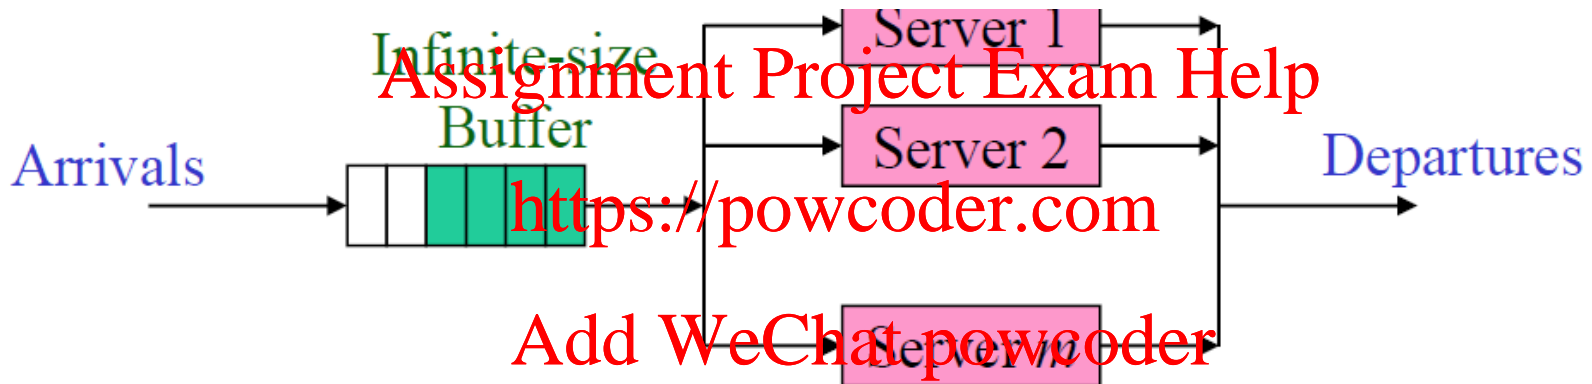 Infinite-size
Buffer
Arrivals
Server 1
Server 2
Server m
Departures
Assignment Project Exam Help
https://powcoder.com
Add WeChat powcoder